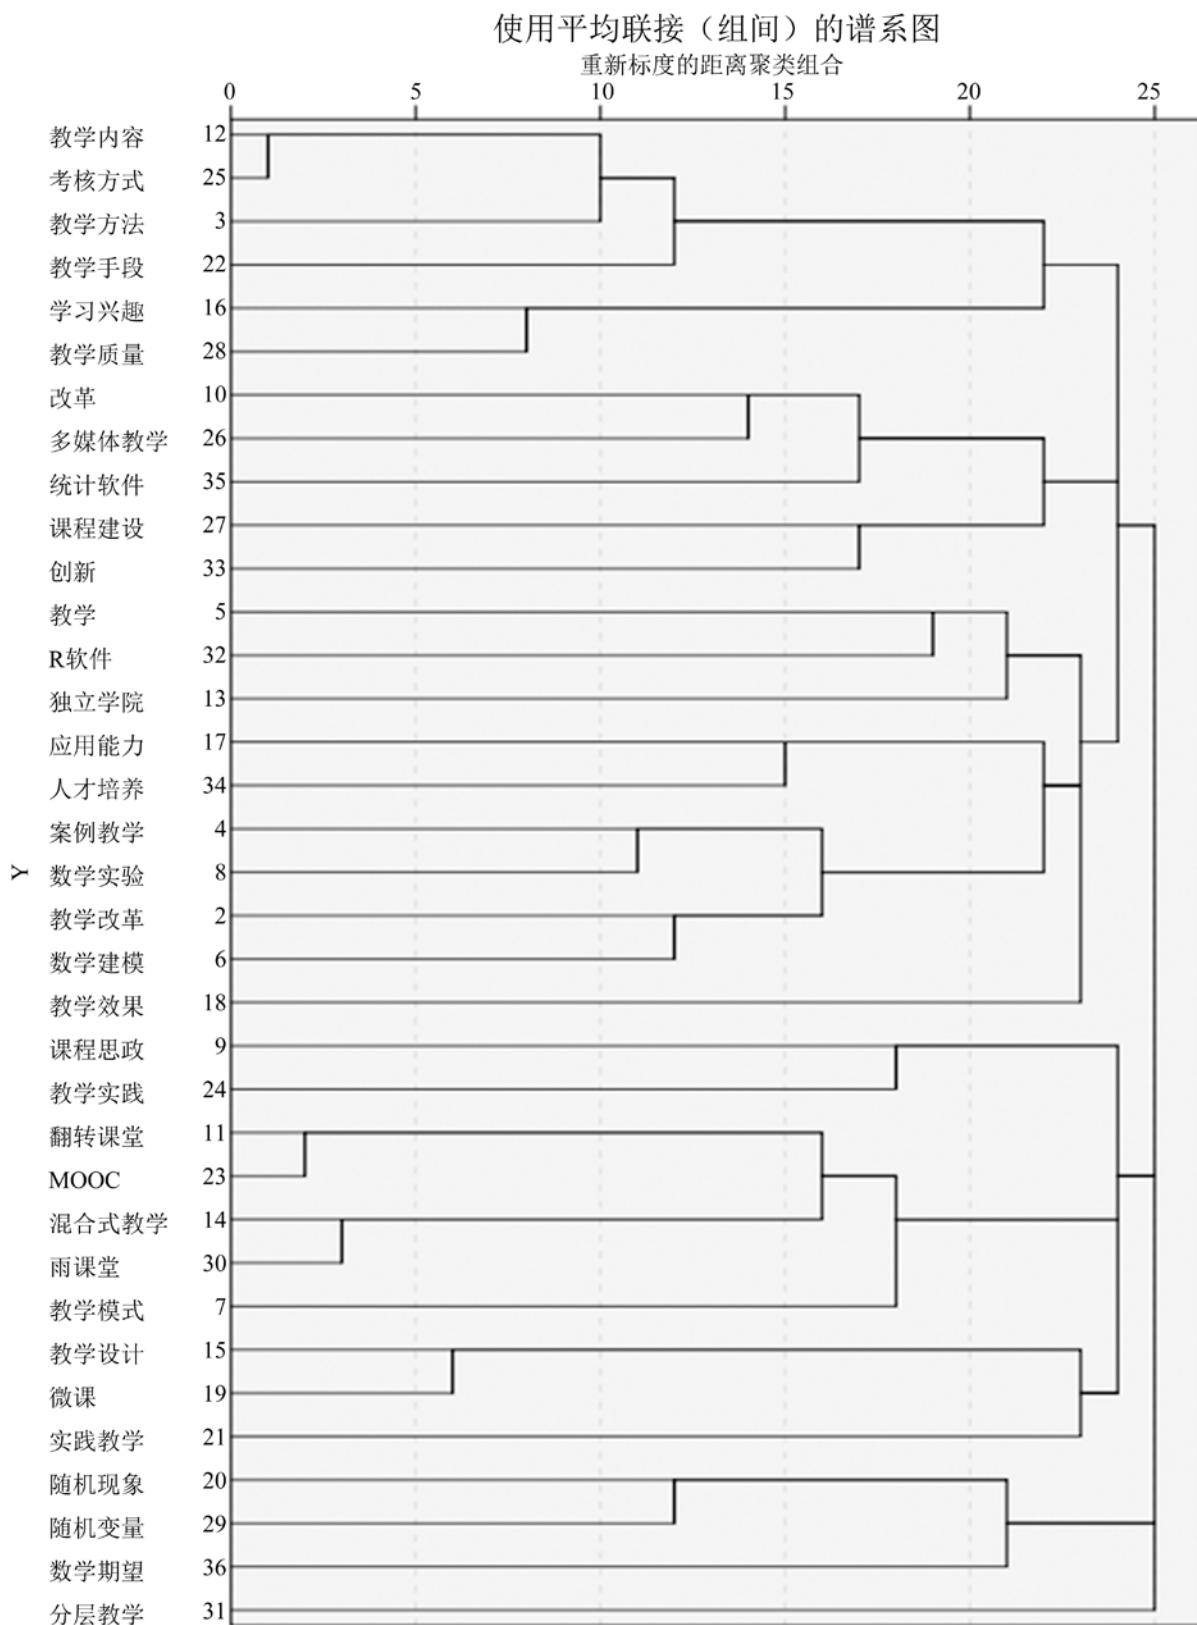 使用平均联接（组间）的谱系图
重新标度的距离聚类组合
0 5 10 15 20 25
教学内容 12
考核方式 25
教学方法 3
教学手段 22
学习兴趣 16
教学质量 28
改革 10
多媒体教学 26
统计软件 35
课程建设 27
创新 33
教学 5
R软件 32
独立学院 13
应用能力 17
人才培养 34
案例教学 4
Y
数学实验 8
教学改革 2
数学建模 6
教学效果 18
课程思政 9
教学实践 24
翻转课堂 11
MOOC 23
混合式教学 14
雨课堂 30
教学模式 7
教学设计 15
微课 19
实践教学 21
随机现象 20
随机变量 29
数学期望 36
分层教学 31